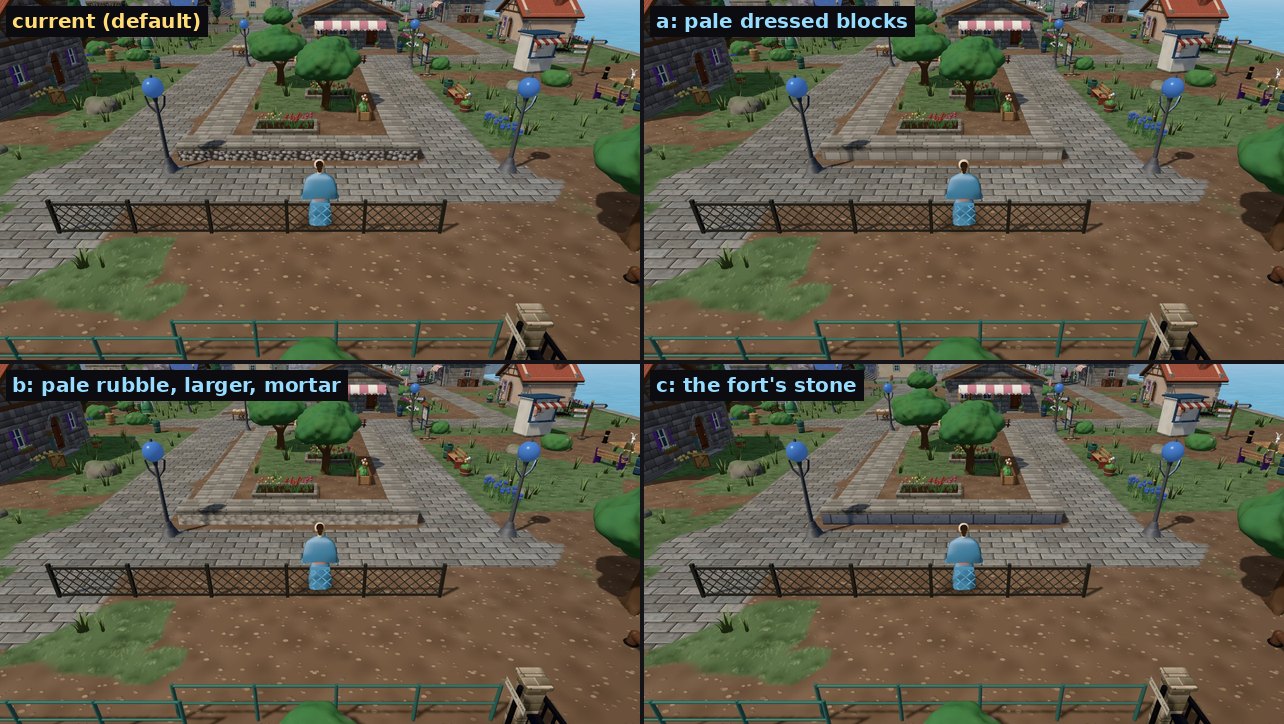 current (default)
a: pale dressed blocks
b: pale rubble, larger, mortar
c: the fort's stone